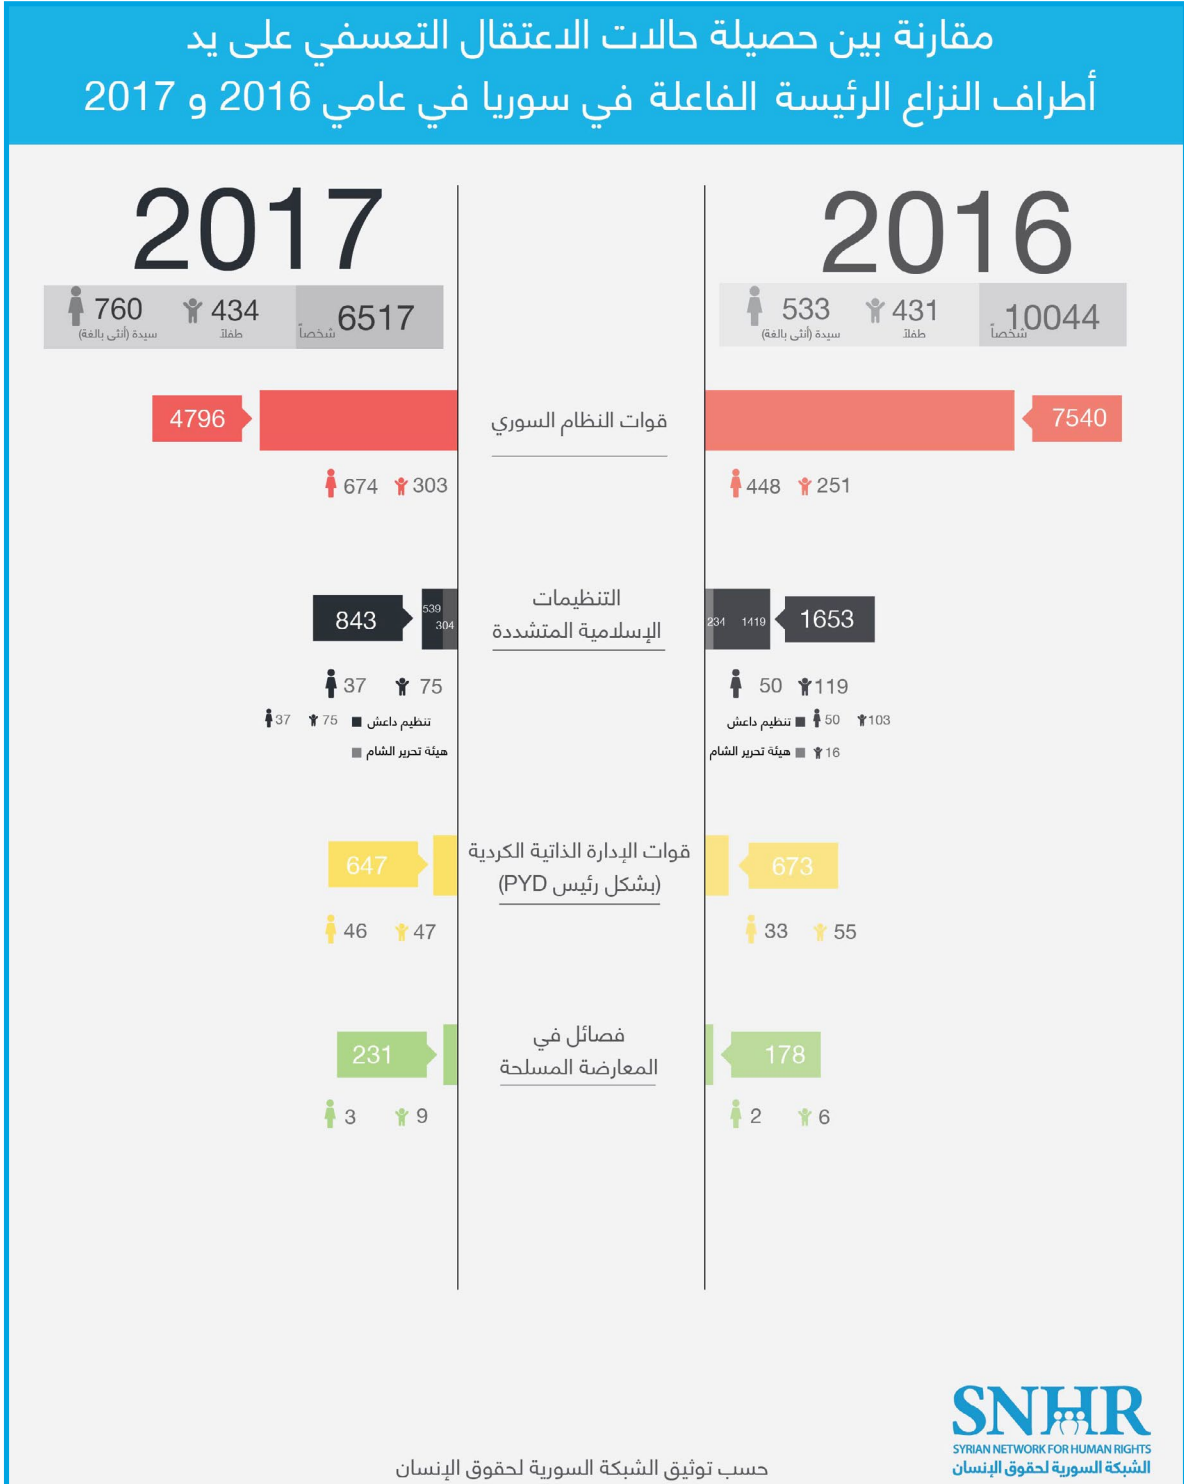 مقارنة بين حصيلة حالات الاعتقال التعسفي على يد
أطراف النزاع الرئيسة الفاعلة في سوريا في عامي 2016 و 2017
2016
10044 شخصاً
431 طفلاً
533 سيدة (أنثى بالغة)
2017
6517 شخصاً
434 طفلاً
760 سيدة (أنثى بالغة)
قوات النظام السوري
7540
448 251
4796
674 303
التنظيمات
الإسلامية المتشددة
1653
234 1419
50 119
تنظيم داعش 50 103
هيئة تحرير الشام 16
843
539
304
37 75
37 75 تنظيم داعش
هيئة تحرير الشام
قوات الإدارة الذاتية الكردية
(بشكل رئيس PYD)
673
33 55
647
46 47
فصائل في
المعارضة المسلحة
178
2 6
231
3 9
SNHR
SYRIAN NETWORK FOR HUMAN RIGHTS
الشبكة السورية لحقوق الإنسان
حسب توثيق الشبكة السورية لحقوق الإنسان